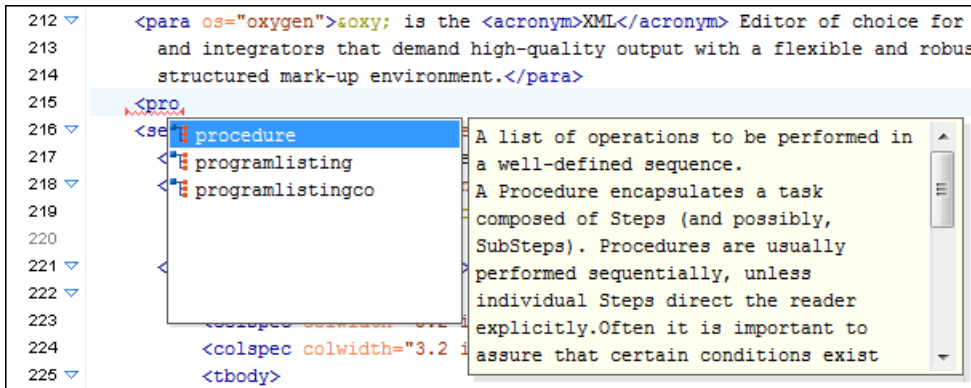 212 <para os="oxygen">&oxy; is the <acronym>XML</acronym> Editor of choice for
213 and integrators that demand high-quality output with a flexible and robus
214 structured mark-up environment.</para>
215 <pro
216 <se
217 <
218 <
219
220
221 <
222
223 <colspec colwidth="3.2 i
224 <colspec colwidth="3.2 i
225 <tbody>
procedure
programlisting
programlistingco
A list of operations to be performed in
a well-defined sequence.
A Procedure encapsulates a task
composed of Steps (and possibly,
SubSteps). Procedures are usually
performed sequentially, unless
individual Steps direct the reader
explicitly.Often it is important to
assure that certain conditions exist